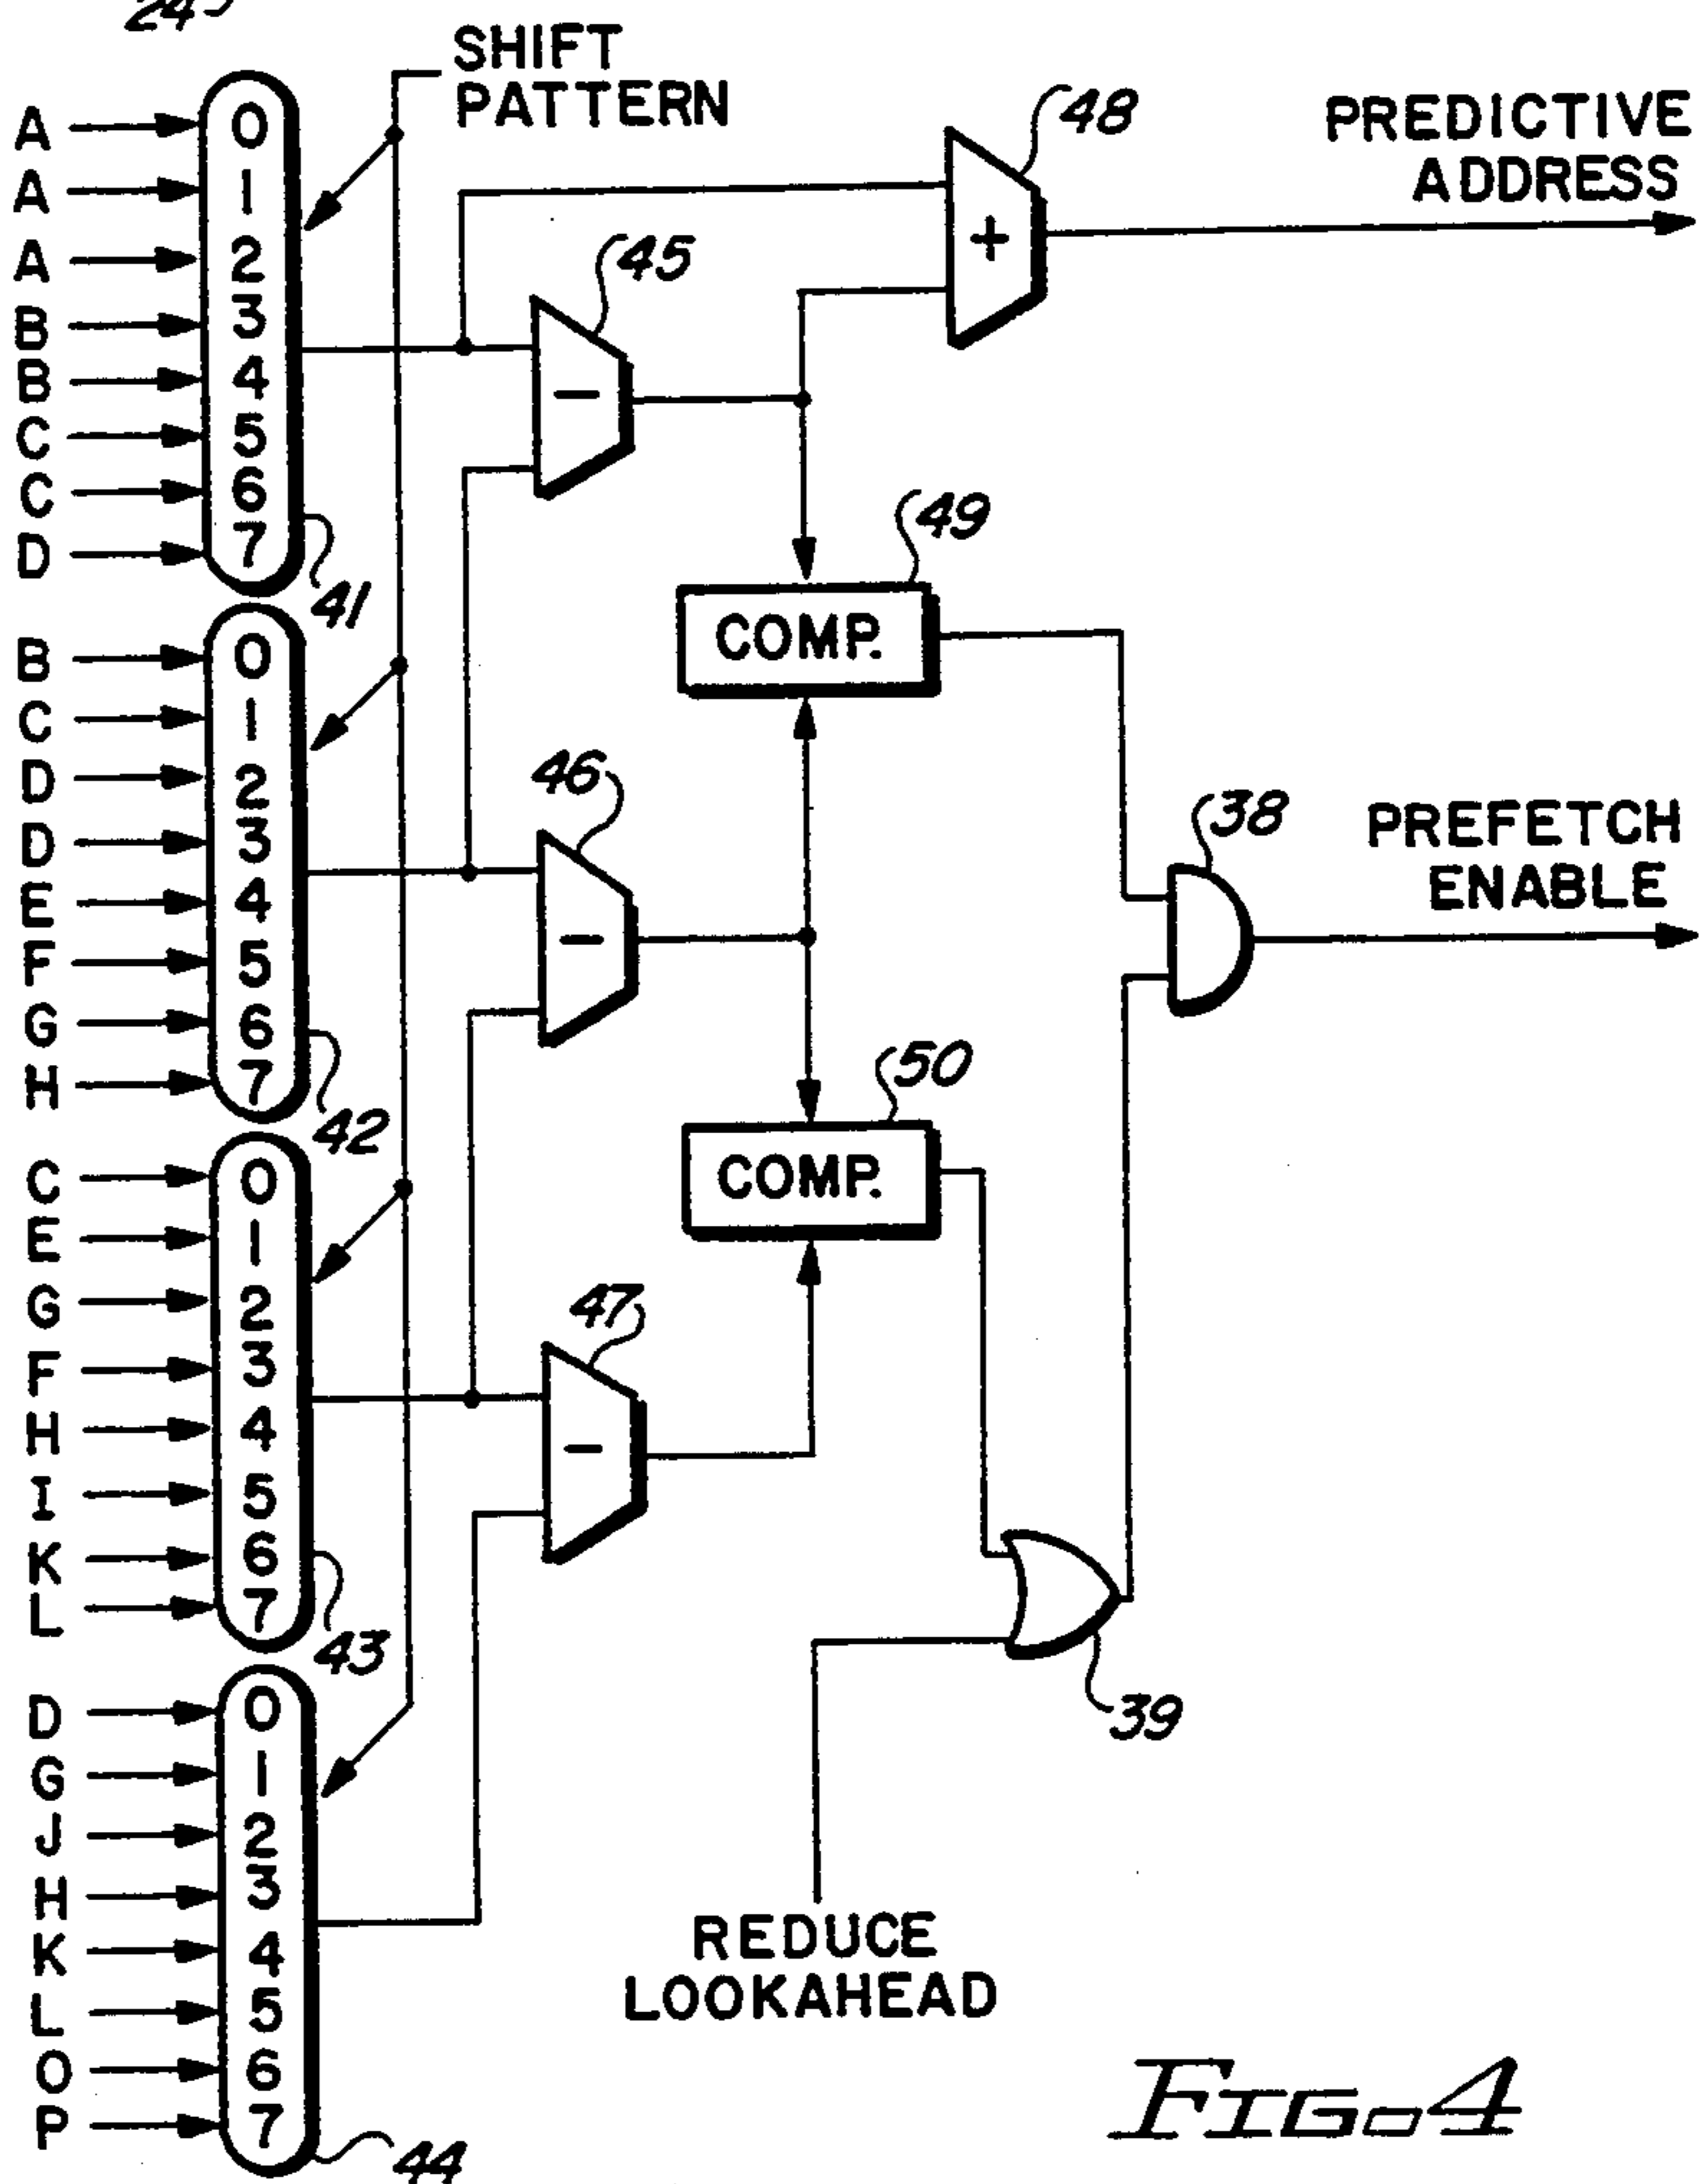 24
SHIFT
PATTERN
48
PREDICTIVE
ADDRESS
A 0
A 1
A 2
B 3
B 4
C 5
C 6
D 7
41
+
45
−
49
COMP.
B 0
C 1
D 2
D 3
E 4
F 5
G 6
H 7
42
46
−
38
PREFETCH
ENABLE
50
COMP.
C 0
E 1
G 2
F 3
H 4
I 5
K 6
L 7
43
47
−
39
D 0
G 1
J 2
H 3
K 4
L 5
O 6
P 7
44
REDUCE
LOOKAHEAD
FIG. 4